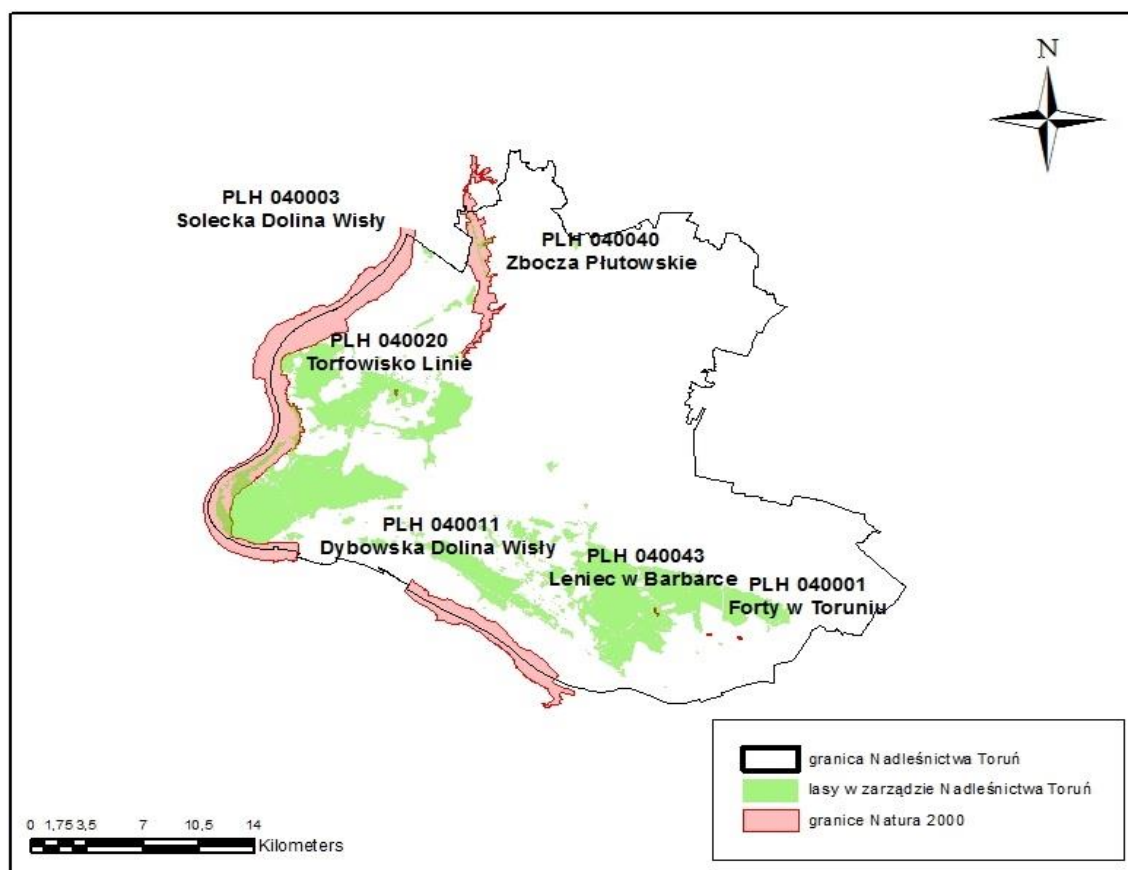 N
PLH 040003
Solecka Dolina Wisły
PLH 040040
Zbocza Płutowskie
PLH 040020
Torfowisko Linie
PLH 040011
Dybowska Dolina Wisły
PLH 040043
Leniec w Barbarce
PLH 040001
Forty w Toruniu
granica Nadleśnictwa Toruń
lasy w zarządzie Nadleśnictwa Toruń
granice Natura 2000
0 1,75 3,5 7 10,5 14
Kilometers